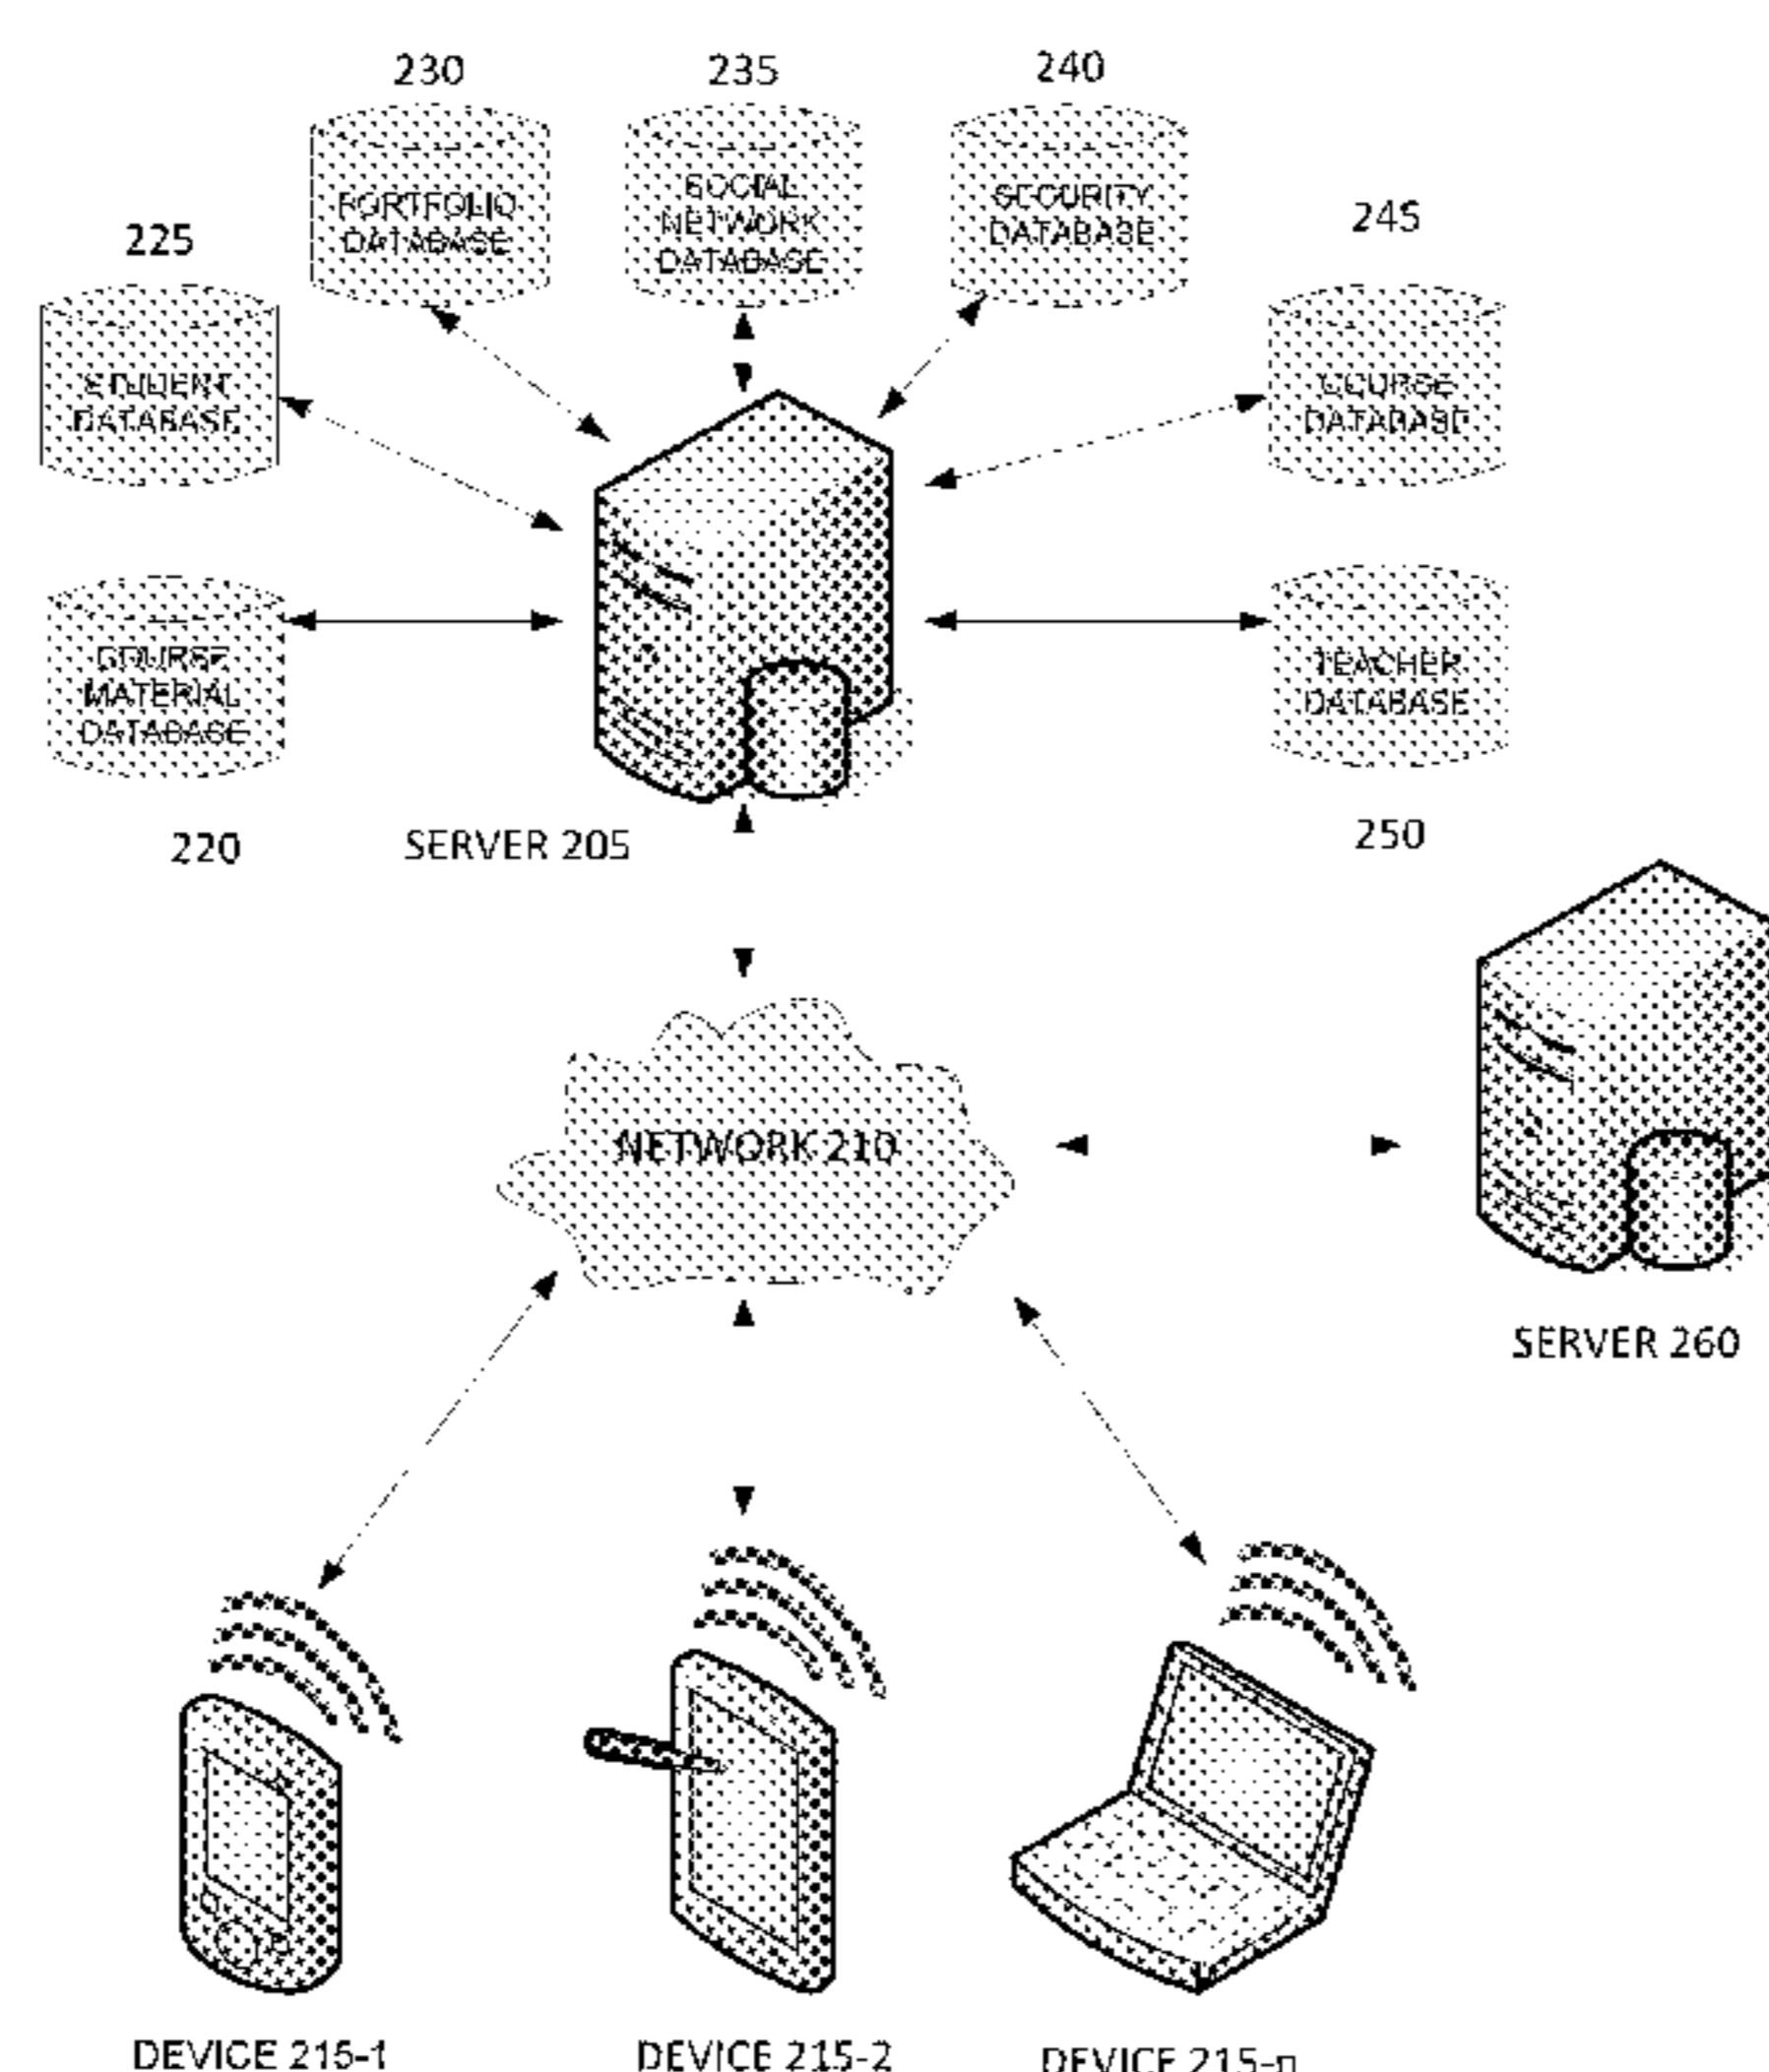 230
235
240
PORTFOLIO
DATABASE
SOCIAL
NETWORK
DATABASE
SECURITY
DATABASE
225
245
STUDENT
DATABASE
COURSE
DATABASE
COURSE
MATERIAL
DATABASE
TEACHER
DATABASE
220
SERVER 205
250
NETWORK 210
SERVER 260
DEVICE 215-1
DEVICE 215-2
DEVICE 215-n